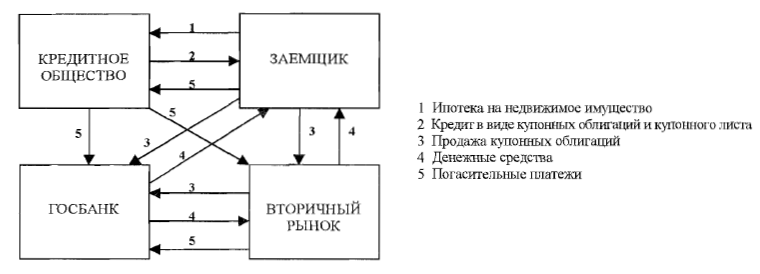 КРЕДИТНОЕ
ОБЩЕСТВО
ЗАЕМЩИК
1
2
5
5
3
4
5
3
4
ГОСБАНК
ВТОРИЧНЫЙ
РЫНОК
3
4
5
1 Ипотека на недвижимое имущество
2 Кредит в виде купонных облигаций и купонного листа
3 Продажа купонных облигаций
4 Денежные средства
5 Погасительные платежи